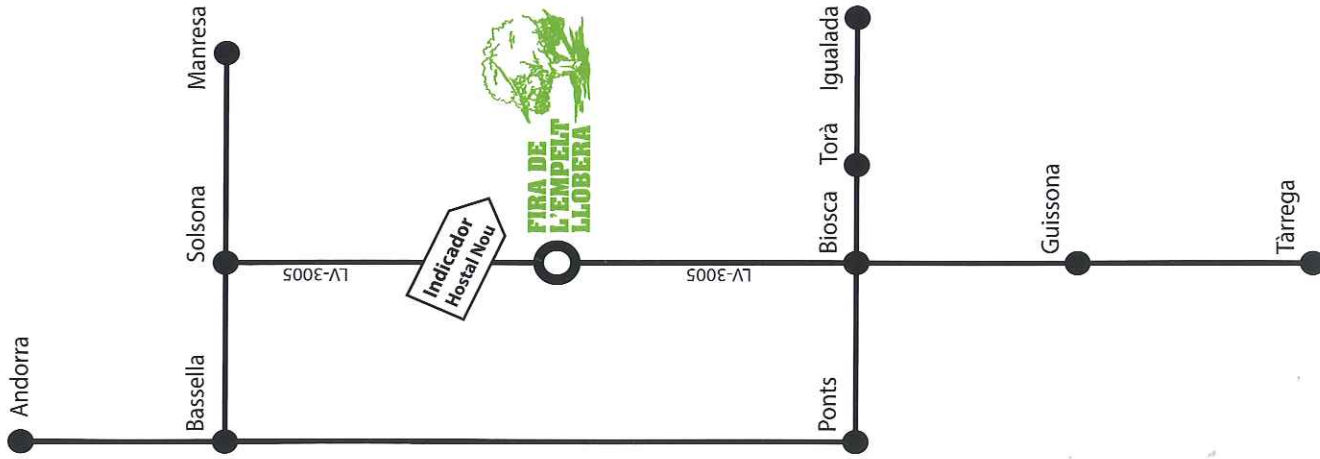 Andorra
Bassella
Solsona
Manresa
LV-3005
Indicador
Hostal Nou
FIRA DE
L'EMPELT
LLOBERA
LV-3005
Ponts
Biosca
Torà
Igualada
Guissona
Tàrrega